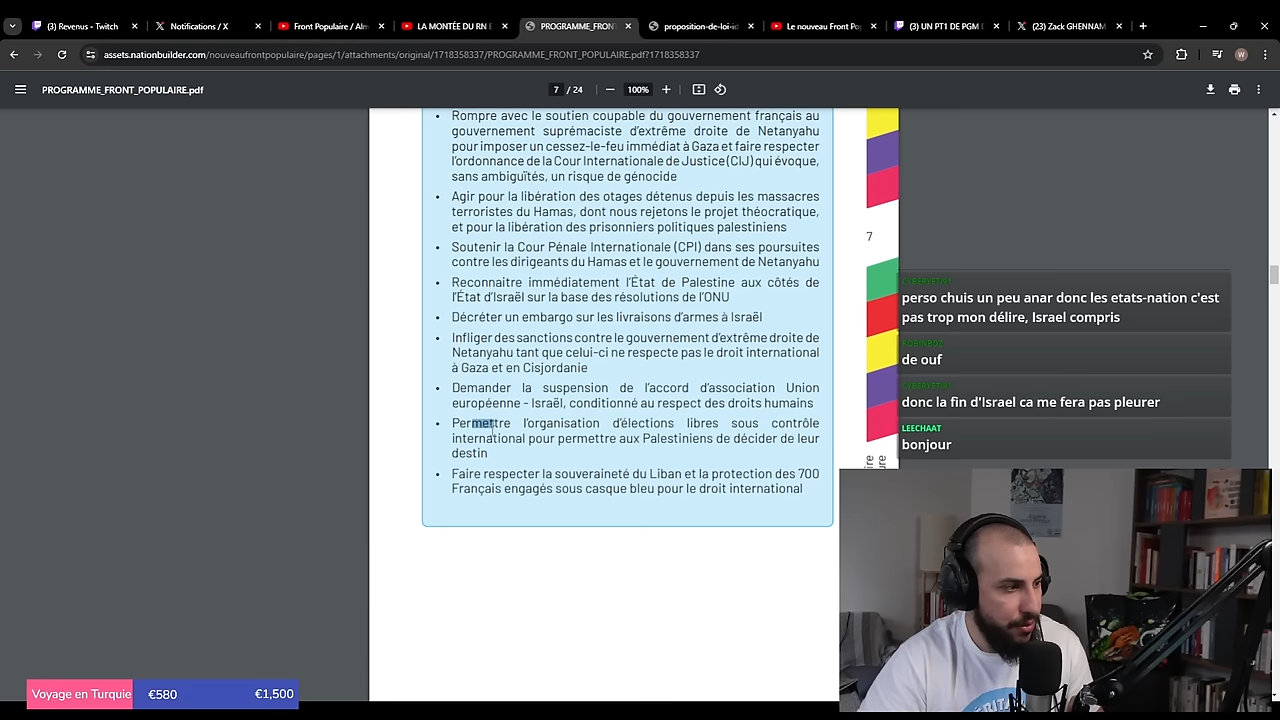 (3) Revenus - Twitch
Notifications / X
Front Populaire / Alm
LA MONTÉE DU RN E
PROGRAMME_FRONT
proposition-de-loi-id
Le nouveau Front Po
(3) UN PT1 DE PGM D
(23) Zack GHENNAM
assets.nationbuilder.com/nouveaufrontpopulaire/pages/1/attachments/original/1718358337/PROGRAMME_FRONT_POPULAIRE.pdf?1718358337
W
PROGRAMME_FRONT_POPULAIRE.pdf
7 / 24
100%
• Rompre avec le soutien coupable du gouvernement français au
gouvernement suprémaciste d’extrême droite de Netanyahu
pour imposer un cessez-le-feu immédiat à Gaza et faire respecter
l’ordonnance de la Cour Internationale de Justice (CIJ) qui évoque,
sans ambiguïtés, un risque de génocide
• Agir pour la libération des otages détenus depuis les massacres
terroristes du Hamas, dont nous rejetons le projet théocratique,
et pour la libération des prisonniers politiques palestiniens
• Soutenir la Cour Pénale Internationale (CPI) dans ses poursuites
contre les dirigeants du Hamas et le gouvernement de Netanyahu
• Reconnaitre immédiatement l’État de Palestine aux côtés de
l’État d’Israël sur la base des résolutions de l’ONU
• Décréter un embargo sur les livraisons d’armes à Israël
• Infliger des sanctions contre le gouvernement d’extrême droite de
Netanyahu tant que celui-ci ne respecte pas le droit international
à Gaza et en Cisjordanie
• Demander la suspension de l’accord d’association Union
européenne - Israël, conditionné au respect des droits humains
• Permettre l’organisation d’élections libres sous contrôle
international pour permettre aux Palestiniens de décider de leur
destin
• Faire respecter la souveraineté du Liban et la protection des 700
Français engagés sous casque bleu pour le droit international
7
ire
ure
perso chuis un peu anar donc les etats-nation c'est
pas trop mon délire, Israel compris
de ouf
donc la fin d'Israel ca me fera pas pleurer
LEECHAAT
bonjour
Voyage en Turquie
€580
€1,500